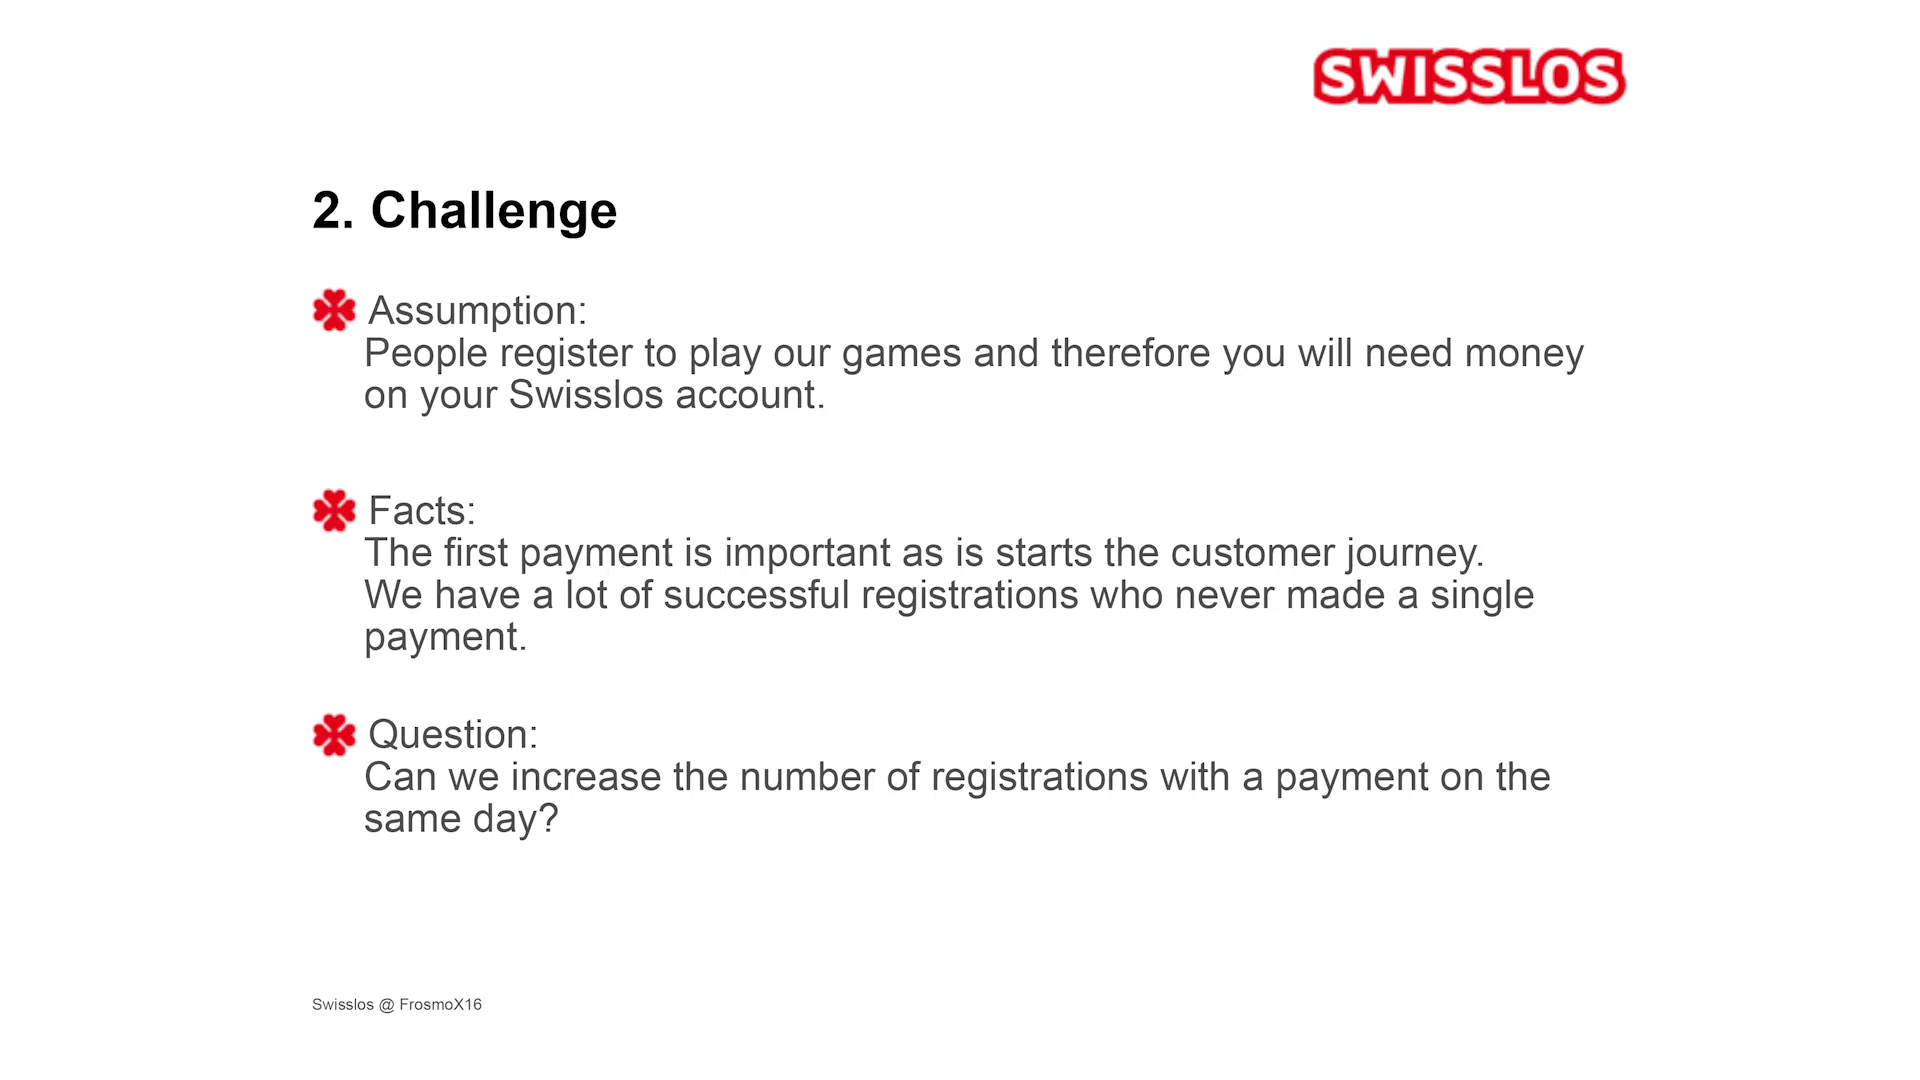 SWISSLOS
2. Challenge
Assumption:
People register to play our games and therefore you will need money
on your Swisslos account.
Facts:
The first payment is important as is starts the customer journey.
We have a lot of successful registrations who never made a single
payment.
Question:
Can we increase the number of registrations with a payment on the
same day?
Swisslos @ FrosmoX16